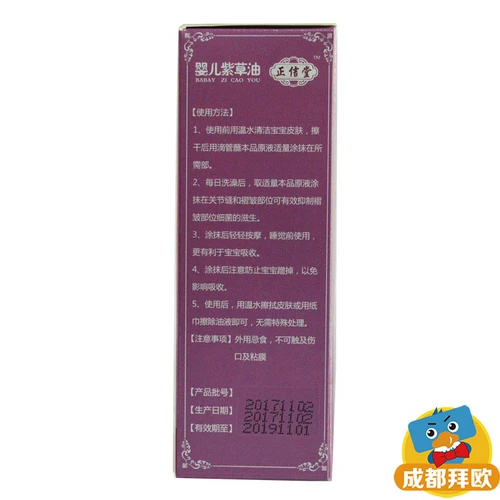 婴儿紫草油 正信堂 ™
BABAY ZI CAO YOU
【使用方法】
1、使用前用温水清洁宝宝皮肤，擦
干后用滴管蘸本品原液适量涂抹在所
需部。
2、每日洗澡后，取适量本品原液涂
抹在关节缝和褶皱部位可有效抑制褶
皱部位细菌的滋生。
3、涂抹后轻轻按摩，睡觉前使用，
更有利于宝宝吸收。
4、涂抹后注意防止宝宝蹭掉，以免
影响吸收。
5、使用后，用温水擦拭皮肤或用纸
巾擦除油液即可，无需特殊处理。
【注意事项】外用忌食，不可触及伤
口及粘膜
【产品批号】 20171102
【生产日期】 20171102
【有效期至】 20191101
成都拜欧